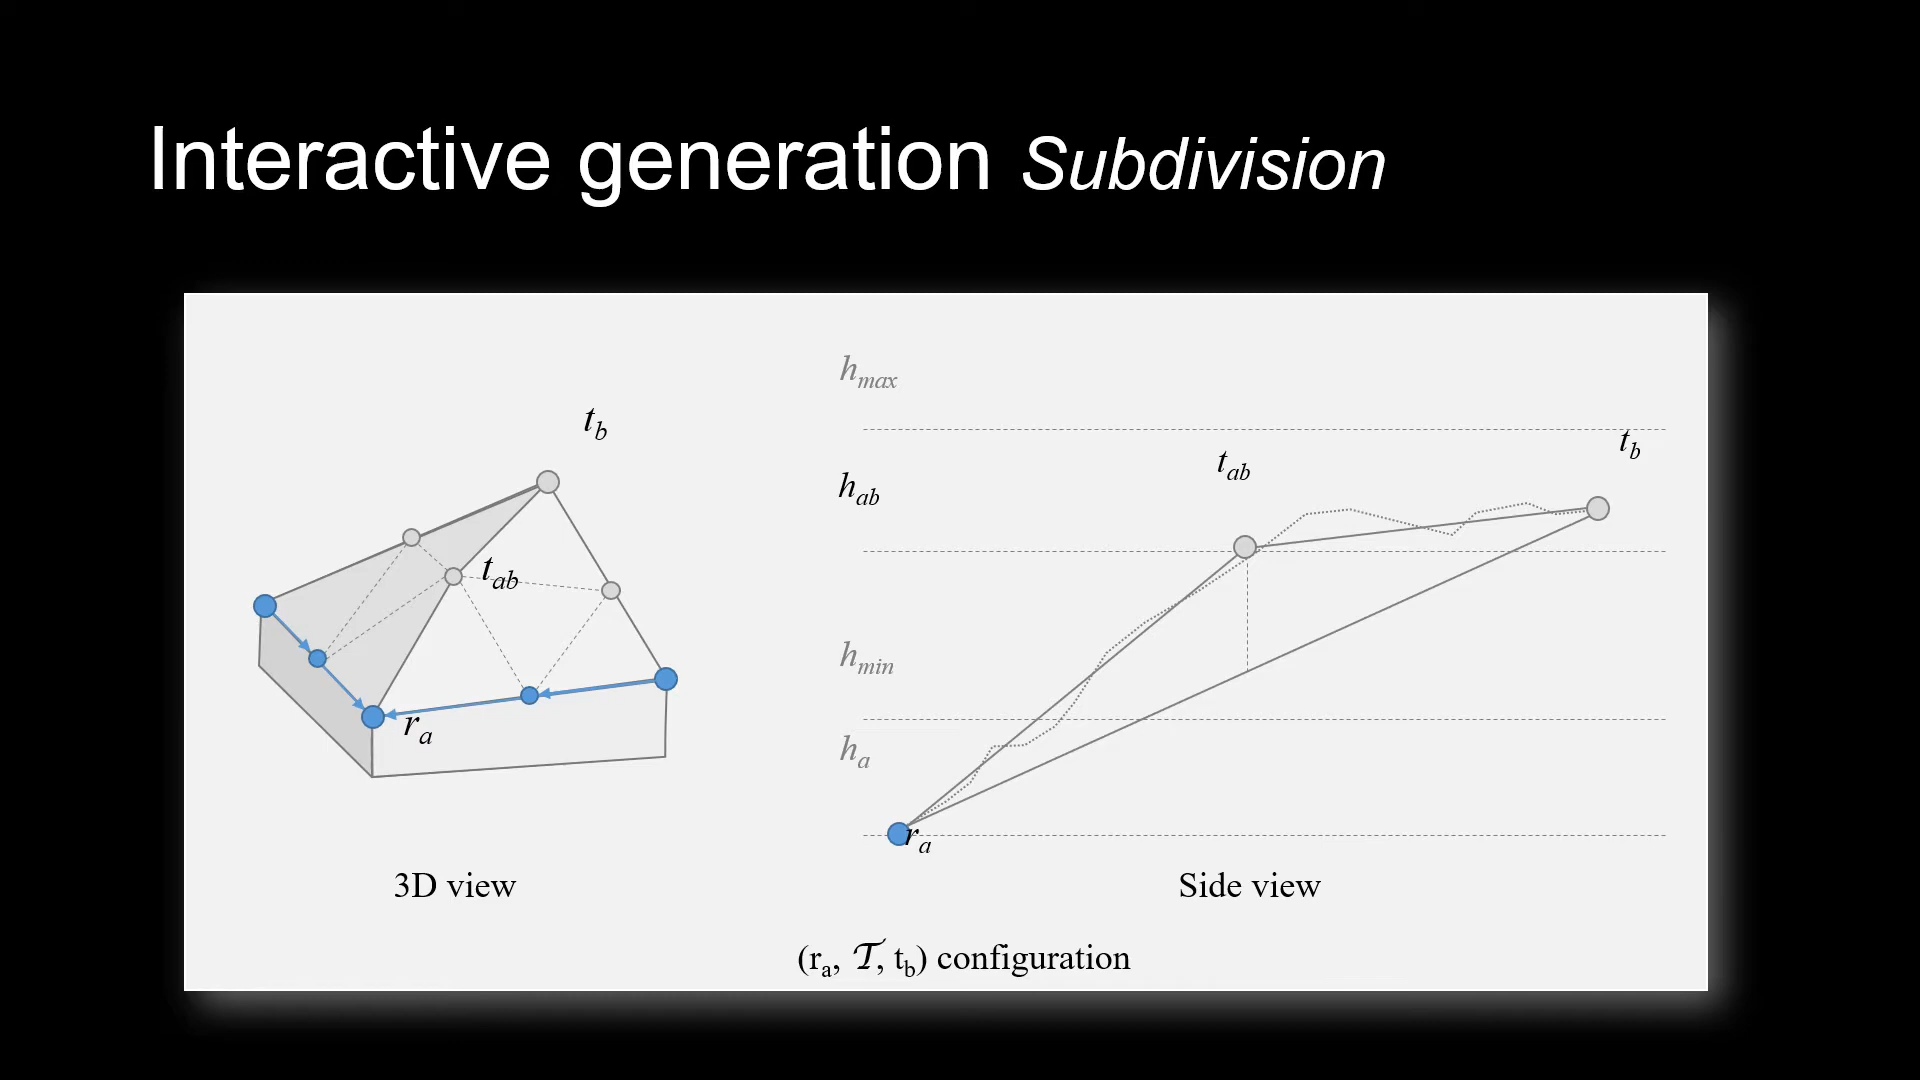 Interactive generation Subdivision
h_max
t_b
t_b
t_ab
h_ab
t_ab
h_min
r_a
h_a
r_a
3D view
Side view
(r_a, 𝒯, t_b) configuration